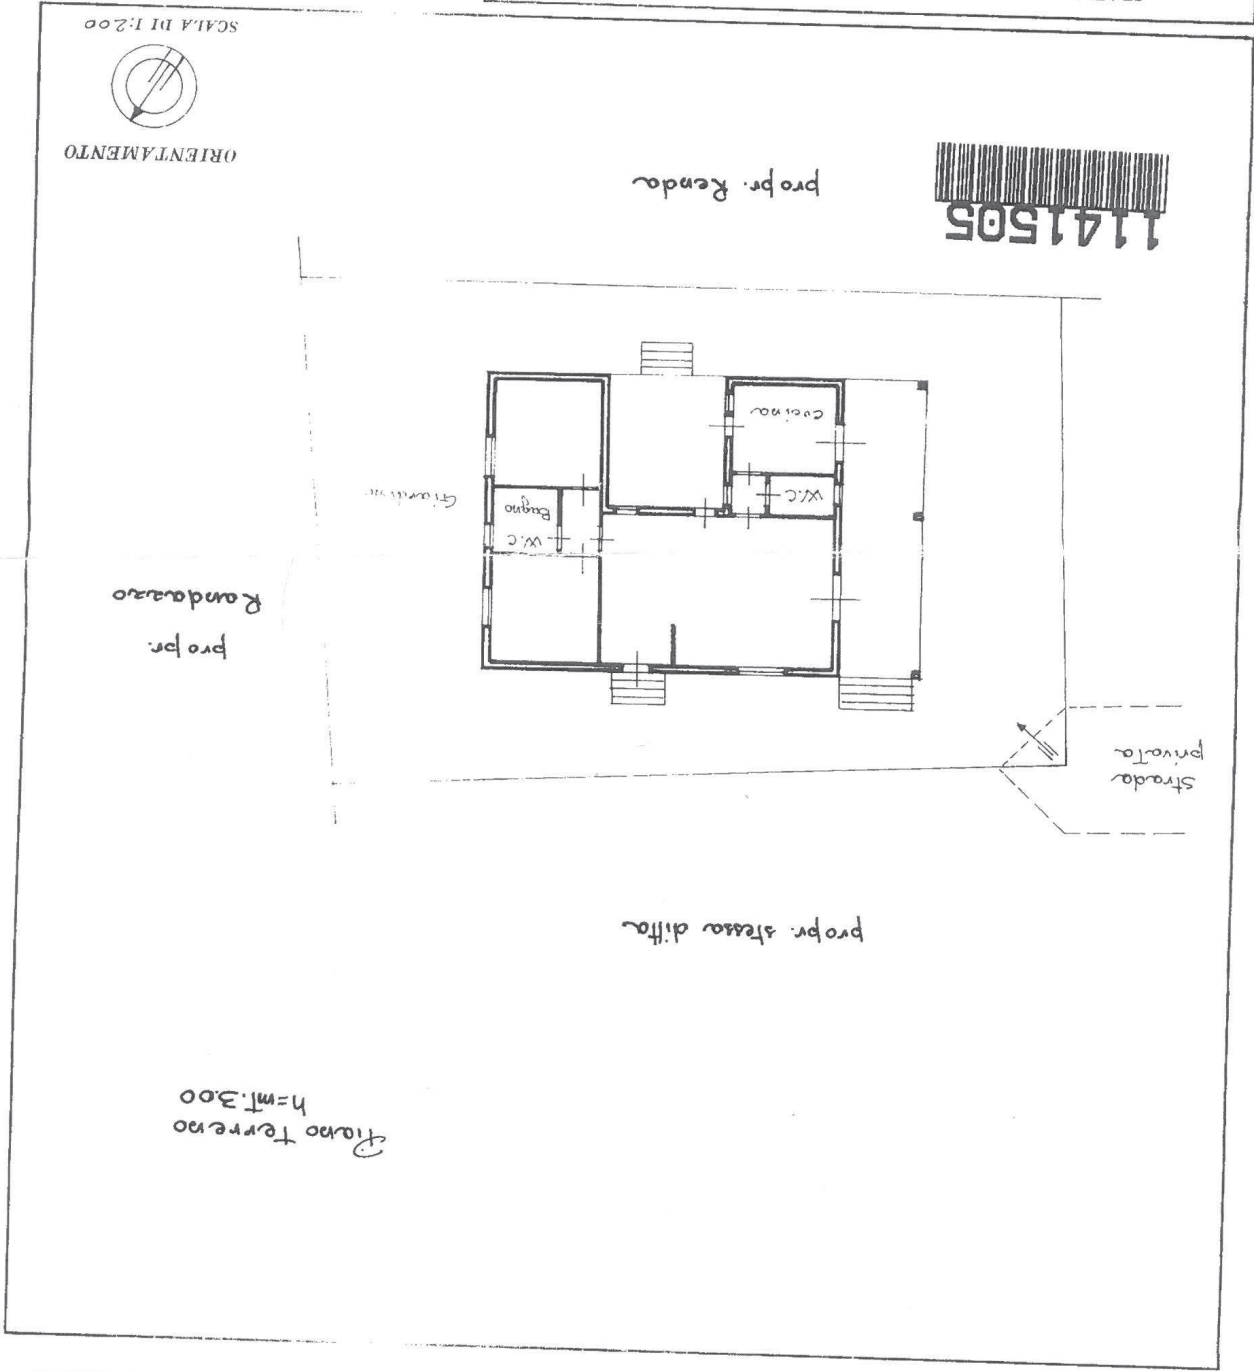 Piano Terreno
h=mt.3.00
propr. stessa ditta
strada
privata
propr.
Randazzo
W.C
Bagno
W.C
Giardino
cucina
1141505
propr. Renda
ORIENTAMENTO
SCALA DI 1:200